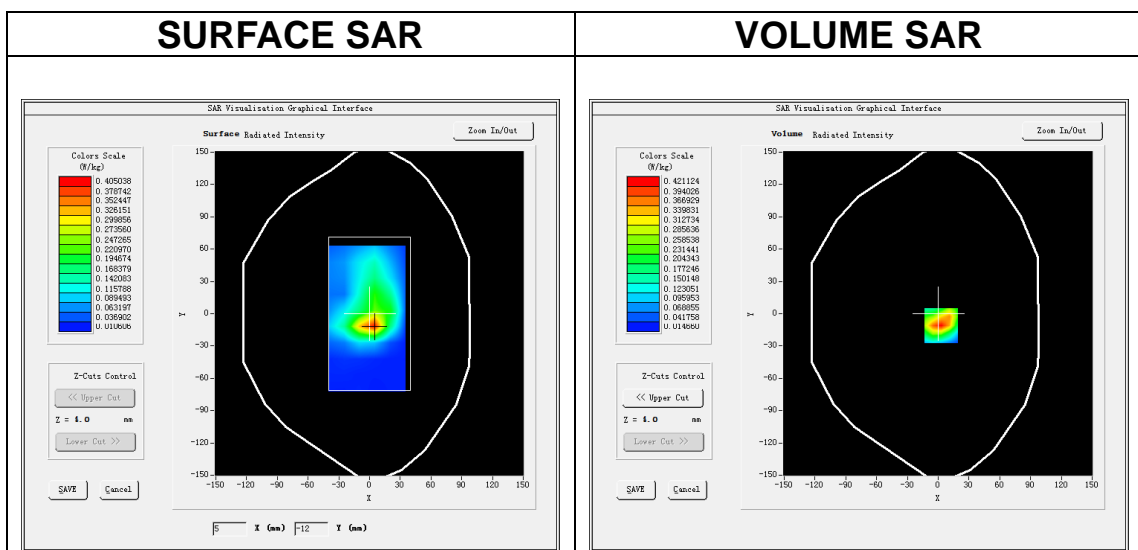 SURFACE SAR
VOLUME SAR
SAR Visualisation Graphical Interface
Surface Radiated Intensity
Zoom In/Out
Colors Scale
(W/kg)
0.405038
0.378742
0.352447
0.326151
0.299856
0.273560
0.247265
0.220970
0.194674
0.168379
0.142083
0.115788
0.089493
0.063197
0.036902
0.010606
150
120
90
60
30
0
-30
-60
-90
-120
-150
Y
-150 -120 -90 -60 -30 0 30 60 90 120 150
X
Z-Cuts Control
<< Upper Cut
Z = 4.0 mm
Lower Cut >>
SAVE Cancel
5 X (mm) -12 Y (mm)
SAR Visualisation Graphical Interface
Volume Radiated Intensity
Zoom In/Out
Colors Scale
(W/kg)
0.421124
0.394026
0.366929
0.339831
0.312734
0.285636
0.258538
0.231441
0.204343
0.177246
0.150148
0.123051
0.095953
0.068855
0.041758
0.014660
150
120
90
60
30
0
-30
-60
-90
-120
-150
Y
-150 -120 -90 -60 -30 0 30 60 90 120 150
X
Z-Cuts Control
<< Upper Cut
Z = 4.0 mm
Lower Cut >>
SAVE Cancel